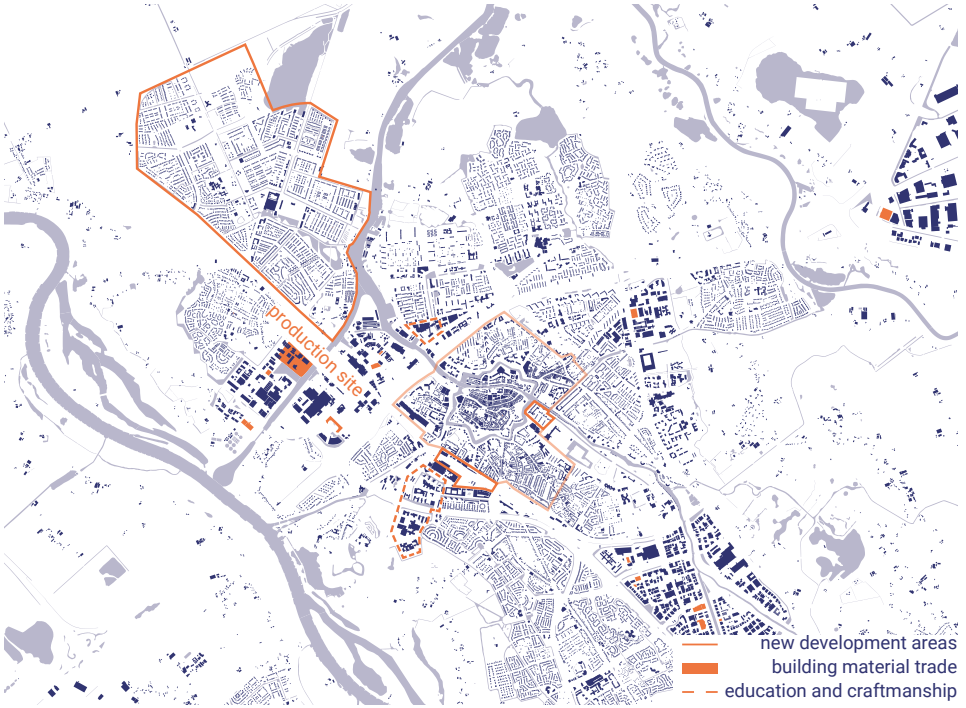 production site
new development areas
building material trade
education and craftmanship